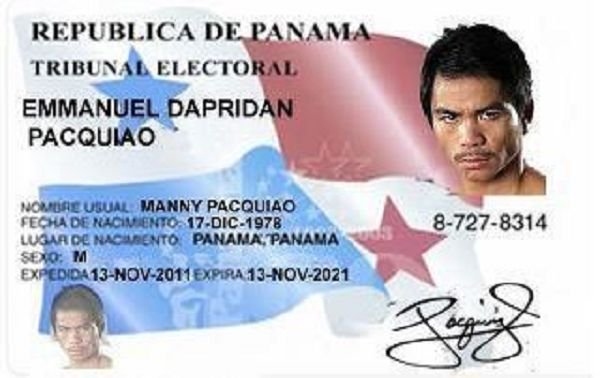 REPUBLICA DE PANAMA
TRIBUNAL ELECTORAL
EMMANUEL DAPRIDAN
PACQUIAO
NOMBRE USUAL: MANNY PACQUIAO
FECHA DE NACIMIENTO: 17-DIC-1978
LUGAR DE NACIMIENTO: PANAMA, PANAMA
SEXO: M
EXPEDIDA 13-NOV-2011 EXPIRA: 13-NOV-2021
8-727-8314